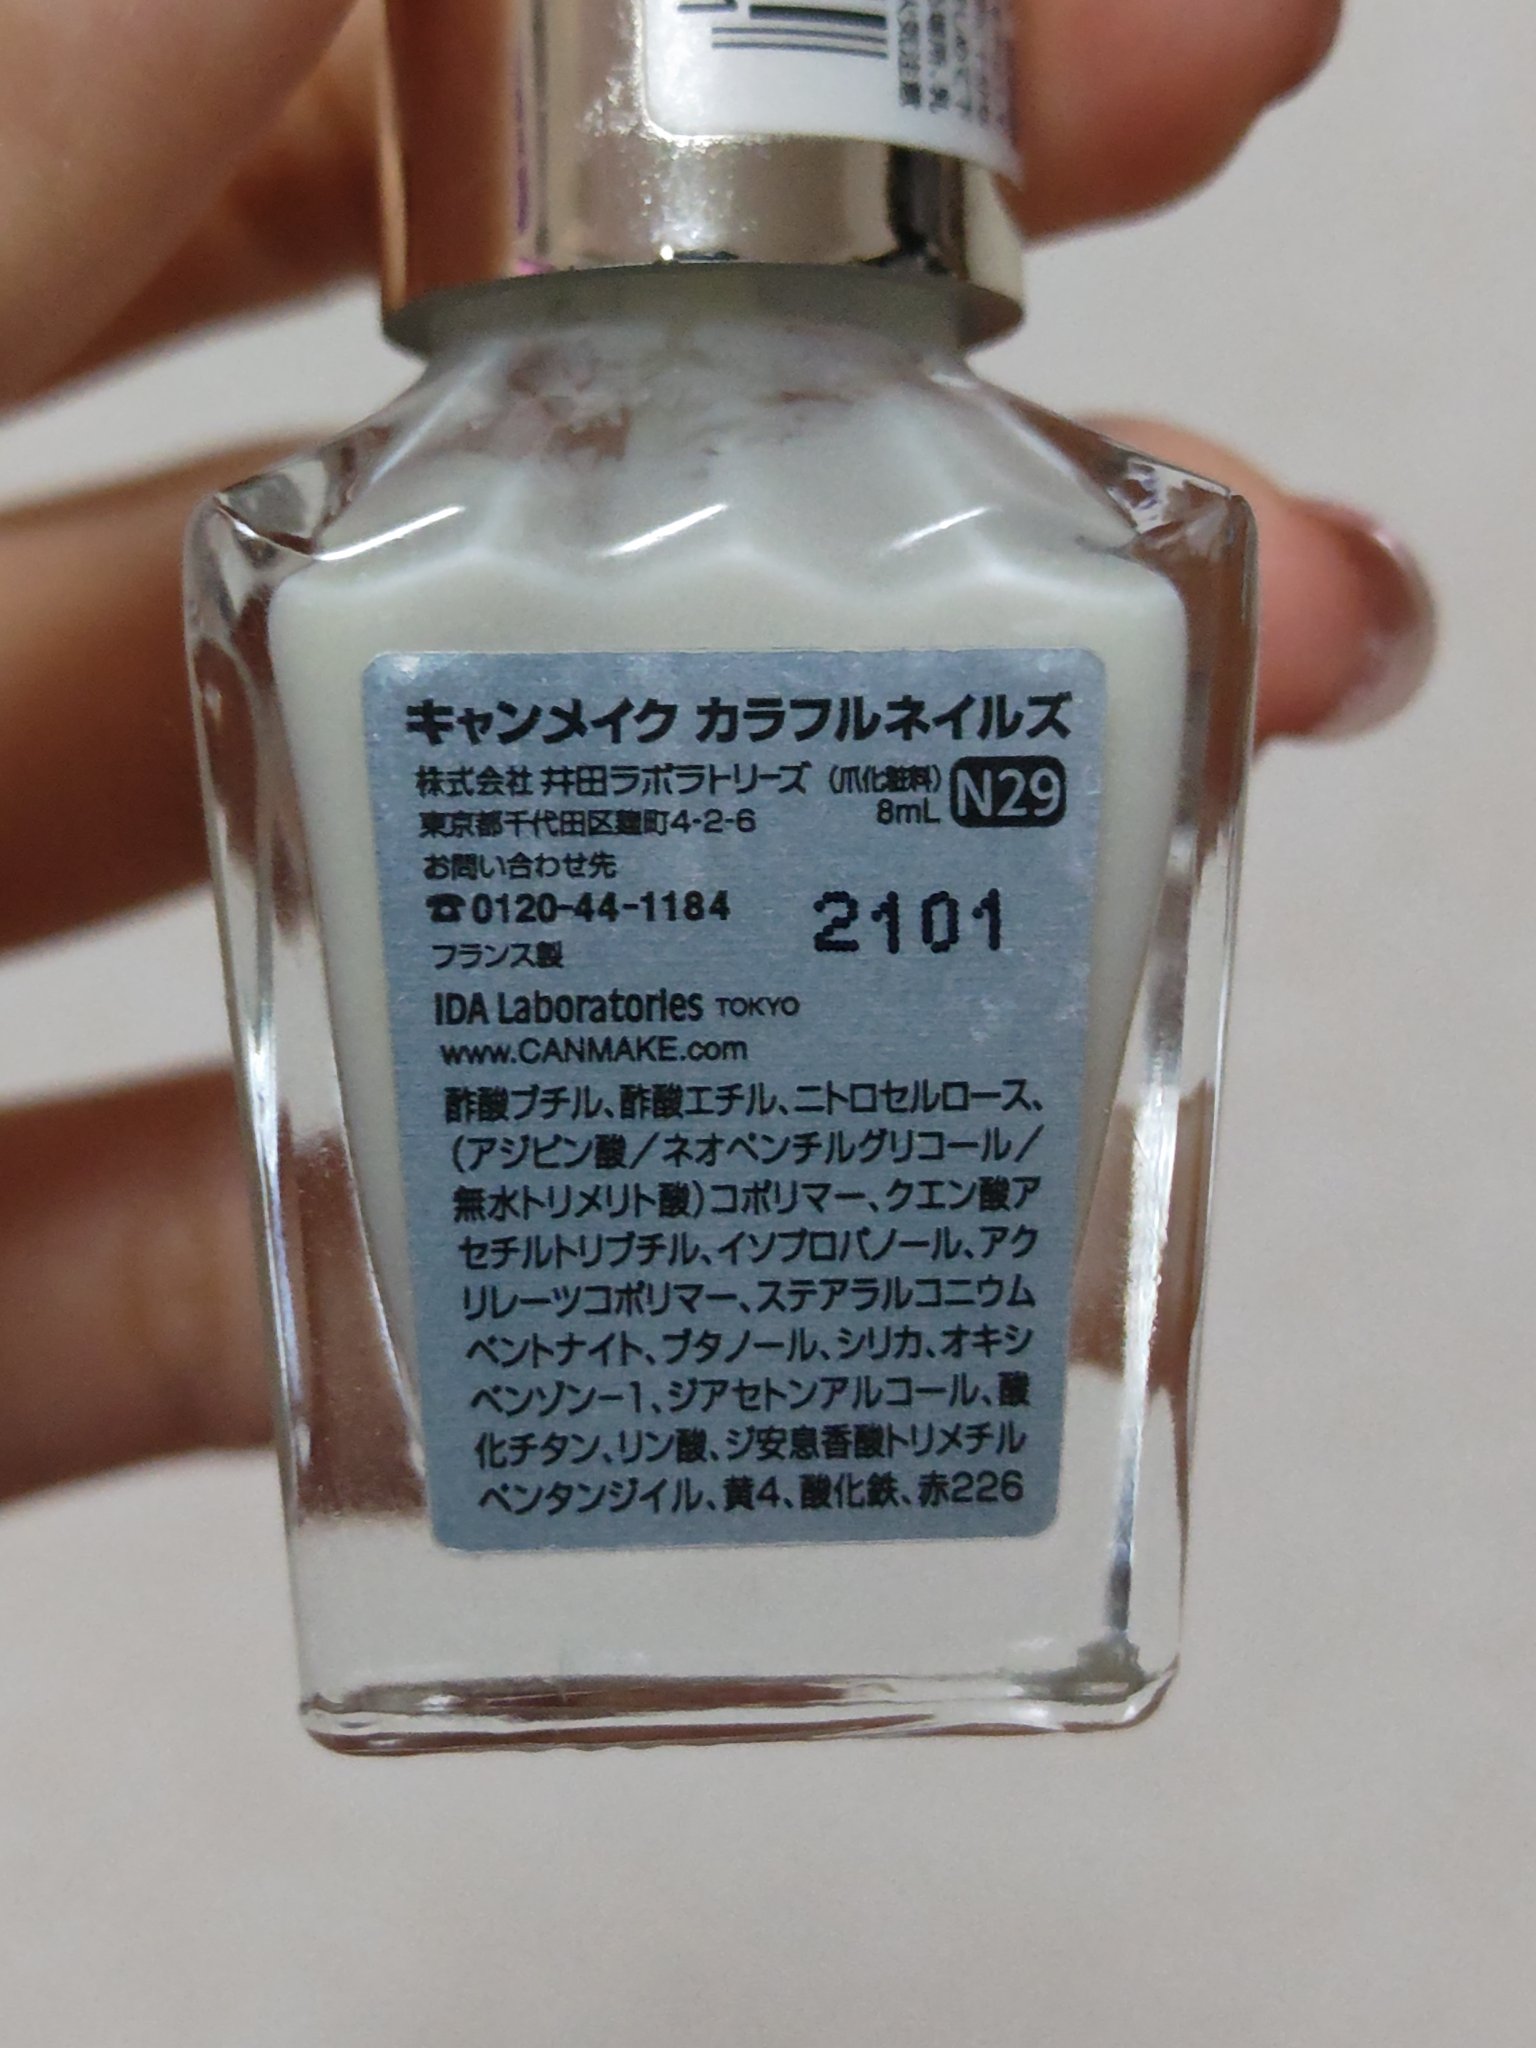 キャンメイク カラフルネイルズ
株式会社 井田ラボラトリーズ (爪化粧料) N29
東京都千代田区麹町4-2-6 8mL
お問い合わせ先
☎0120-44-1184
2101
フランス製
IDA Laboratories TOKYO
www.CANMAKE.com
酢酸ブチル、酢酸エチル、ニトロセルロース、
(アジピン酸/ネオペンチルグリコール/
無水トリメリト酸)コポリマー、クエン酸ア
セチルトリブチル、イソプロパノール、アク
リレーツコポリマー、ステアラルコニウム
ベントナイト、ブタノール、シリカ、オキシ
ベンゾン-1、ジアセトンアルコール、酸
化チタン、リン酸、ジ安息香酸トリメチル
ペンタンジイル、黄4、酸化鉄、赤226